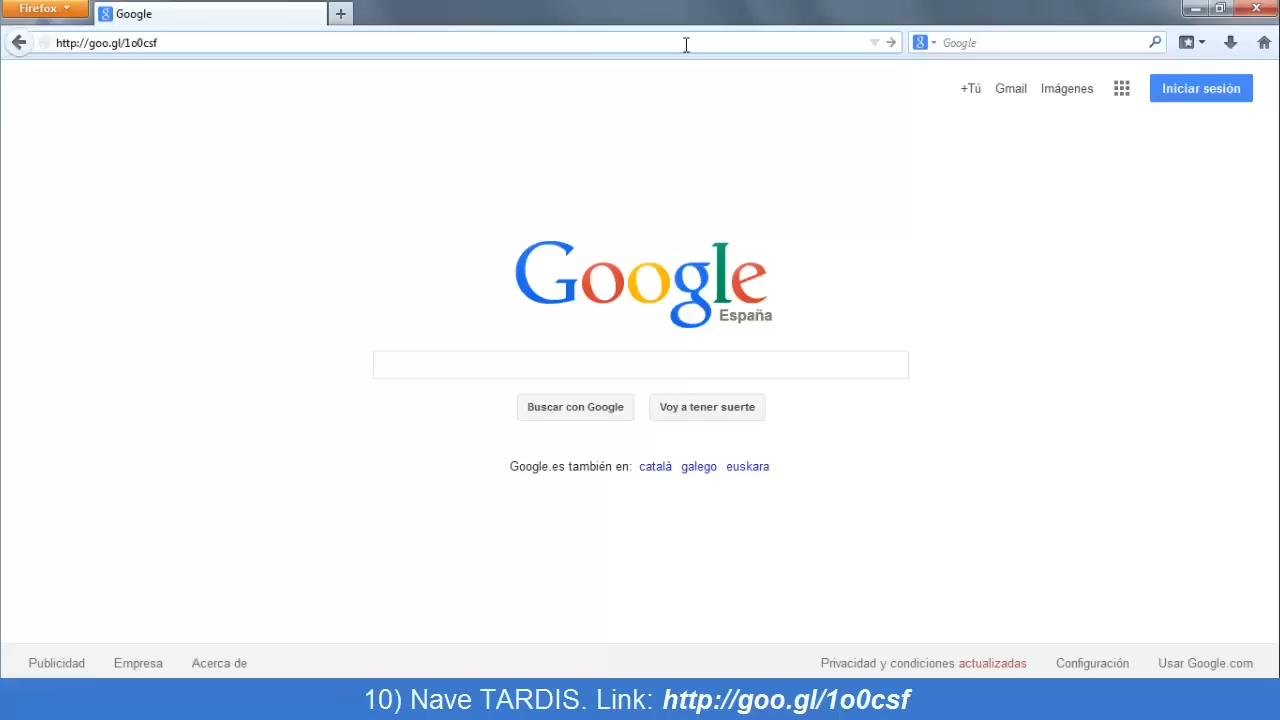 Firefox
Google
http://goo.gl/1o0csf
Google
+Tú Gmail Imágenes Iniciar sesión
Google
España
Buscar con Google Voy a tener suerte
Google.es también en: català galego euskara
Publicidad Empresa Acerca de Privacidad y condiciones actualizadas Configuración Usar Google.com
10) Nave TARDIS. Link: http://goo.gl/1o0csf